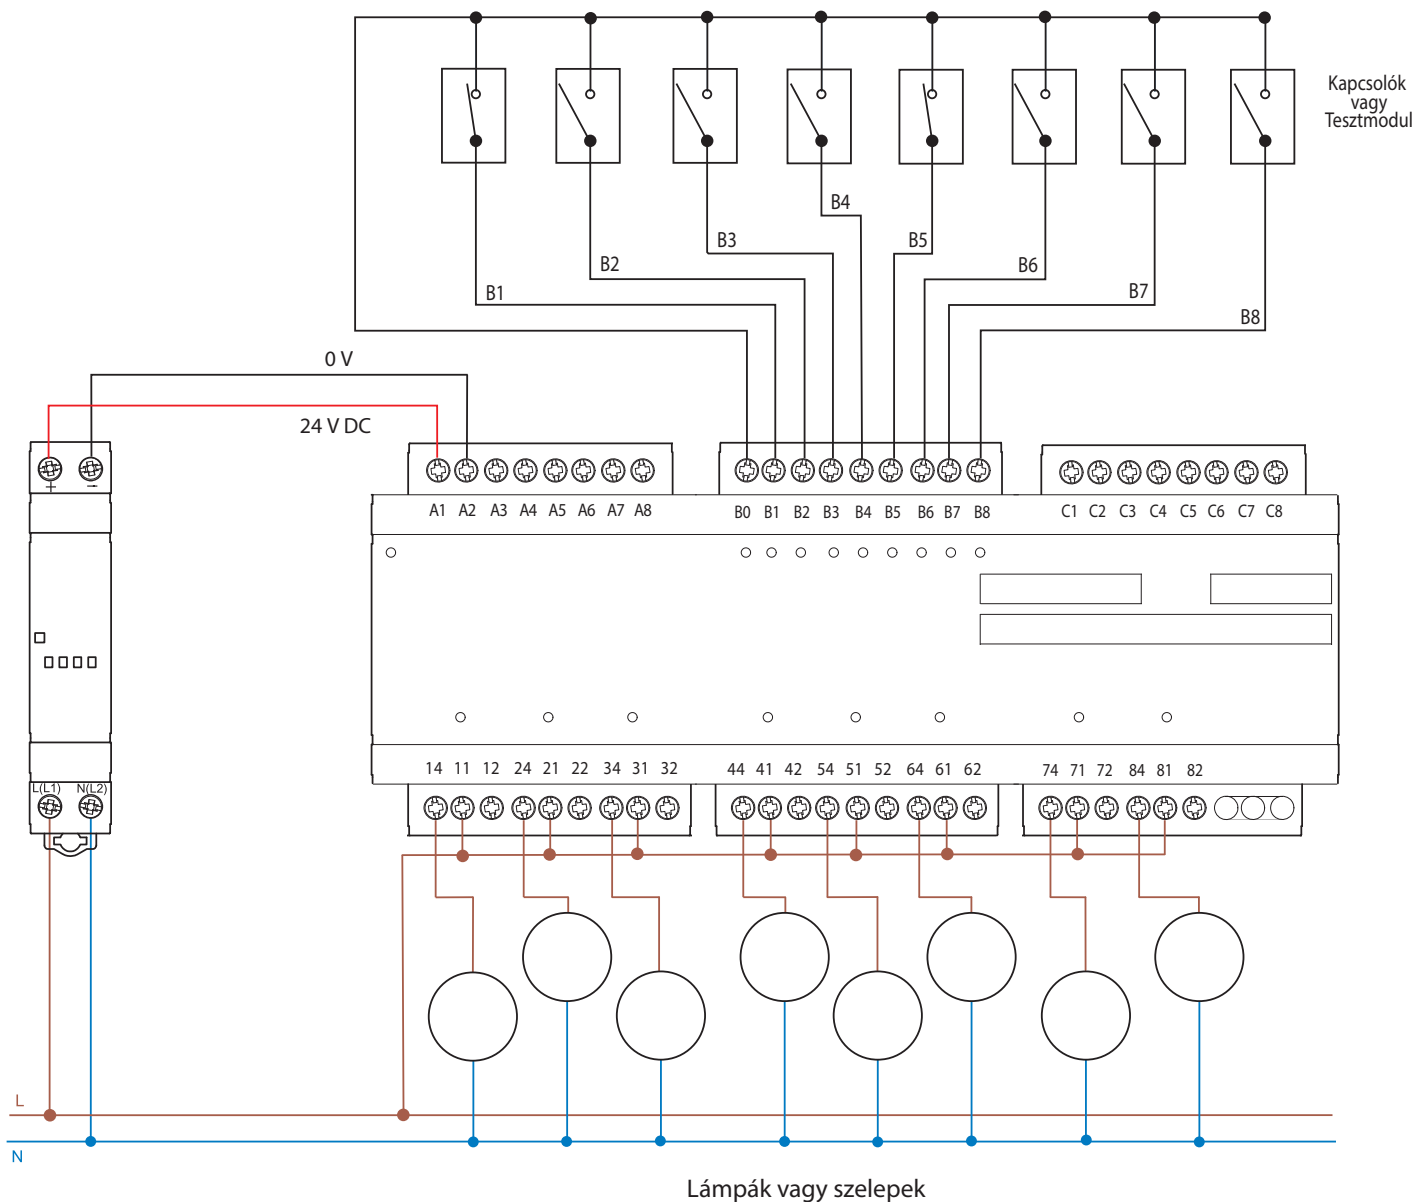 Kapcsolók
vagy
Tesztmodul
B4
B3
B5
B2
B6
B1
B7
B8
0 V
24 V DC
+ –
A1 A2 A3 A4 A5 A6 A7 A8
B0 B1 B2 B3 B4 B5 B6 B7 B8
C1 C2 C3 C4 C5 C6 C7 C8
14 11 12 24 21 22 34 31 32
44 41 42 54 51 52 64 61 62
74 71 72 84 81 82
L(L1) N(L2)
L
N
Lámpák vagy szelepek